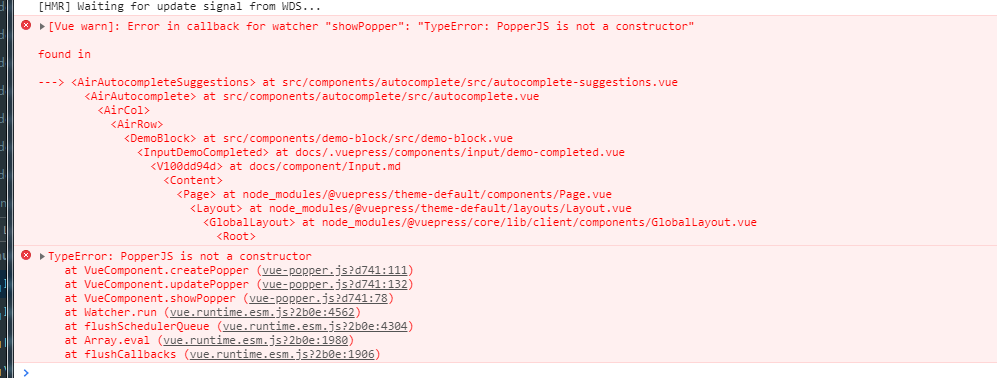 [HMR] Waiting for update signal from WDS...
[Vue warn]: Error in callback for watcher "showPopper": "TypeError: PopperJS is not a constructor"
found in
---> <AirAutocompleteSuggestions> at src/components/autocomplete/src/autocomplete-suggestions.vue
<AirAutocomplete> at src/components/autocomplete/src/autocomplete.vue
<AirCol>
<AirRow>
<DemoBlock> at src/components/demo-block/src/demo-block.vue
<InputDemoCompleted> at docs/.vuepress/components/input/demo-completed.vue
<V100dd94d> at docs/component/Input.md
<Content>
<Page> at node_modules/@vuepress/theme-default/components/Page.vue
<Layout> at node_modules/@vuepress/theme-default/layouts/Layout.vue
<GlobalLayout> at node_modules/@vuepress/core/lib/client/components/GlobalLayout.vue
<Root>
TypeError: PopperJS is not a constructor
at VueComponent.createPopper (vue-popper.js?d741:111)
at VueComponent.updatePopper (vue-popper.js?d741:132)
at VueComponent.showPopper (vue-popper.js?d741:78)
at Watcher.run (vue.runtime.esm.js?2b0e:4562)
at flushSchedulerQueue (vue.runtime.esm.js?2b0e:4304)
at Array.eval (vue.runtime.esm.js?2b0e:1980)
at flushCallbacks (vue.runtime.esm.js?2b0e:1906)